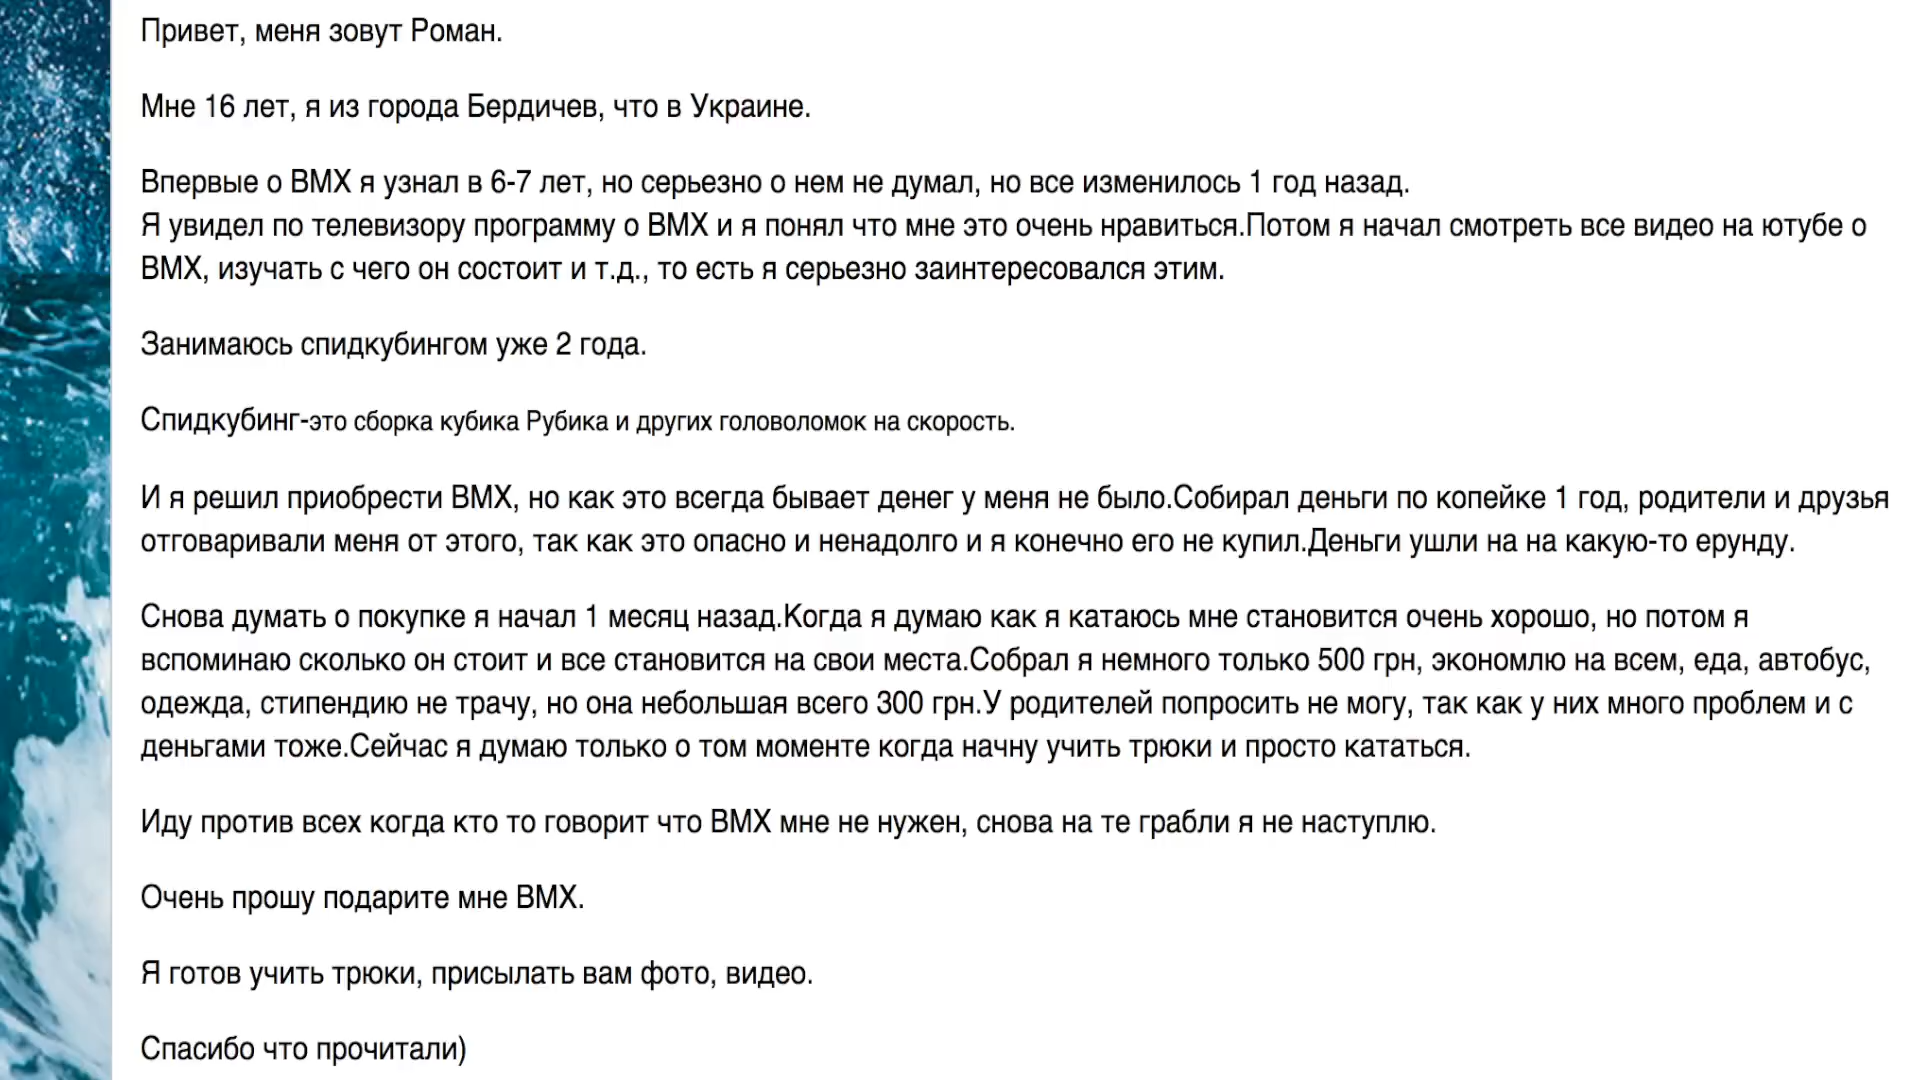 Привет, меня зовут Роман.
Мне 16 лет, я из города Бердичев, что в Украине.
Впервые о BMX я узнал в 6-7 лет, но серьезно о нем не думал, но все изменилось 1 год назад.
Я увидел по телевизору программу о BMX и я понял что мне это очень нравиться.Потом я начал смотреть все видео на ютубе о
BMX, изучать с чего он состоит и т.д., то есть я серьезно заинтересовался этим.
Занимаюсь спидкубингом уже 2 года.
Спидкубинг-это сборка кубика Рубика и других головоломок на скорость.
И я решил приобрести BMX, но как это всегда бывает денег у меня не было.Собирал деньги по копейке 1 год, родители и друзья
отговаривали меня от этого, так как это опасно и ненадолго и я конечно его не купил.Деньги ушли на на какую-то ерунду.
Снова думать о покупке я начал 1 месяц назад.Когда я думаю как я катаюсь мне становится очень хорошо, но потом я
вспоминаю сколько он стоит и все становится на свои места.Собрал я немного только 500 грн, экономлю на всем, еда, автобус,
одежда, стипендию не трачу, но она небольшая всего 300 грн.У родителей попросить не могу, так как у них много проблем и с
деньгами тоже.Сейчас я думаю только о том моменте когда начну учить трюки и просто кататься.
Иду против всех когда кто то говорит что BMX мне не нужен, снова на те грабли я не наступлю.
Очень прошу подарите мне BMX.
Я готов учить трюки, присылать вам фото, видео.
Спасибо что прочитали)